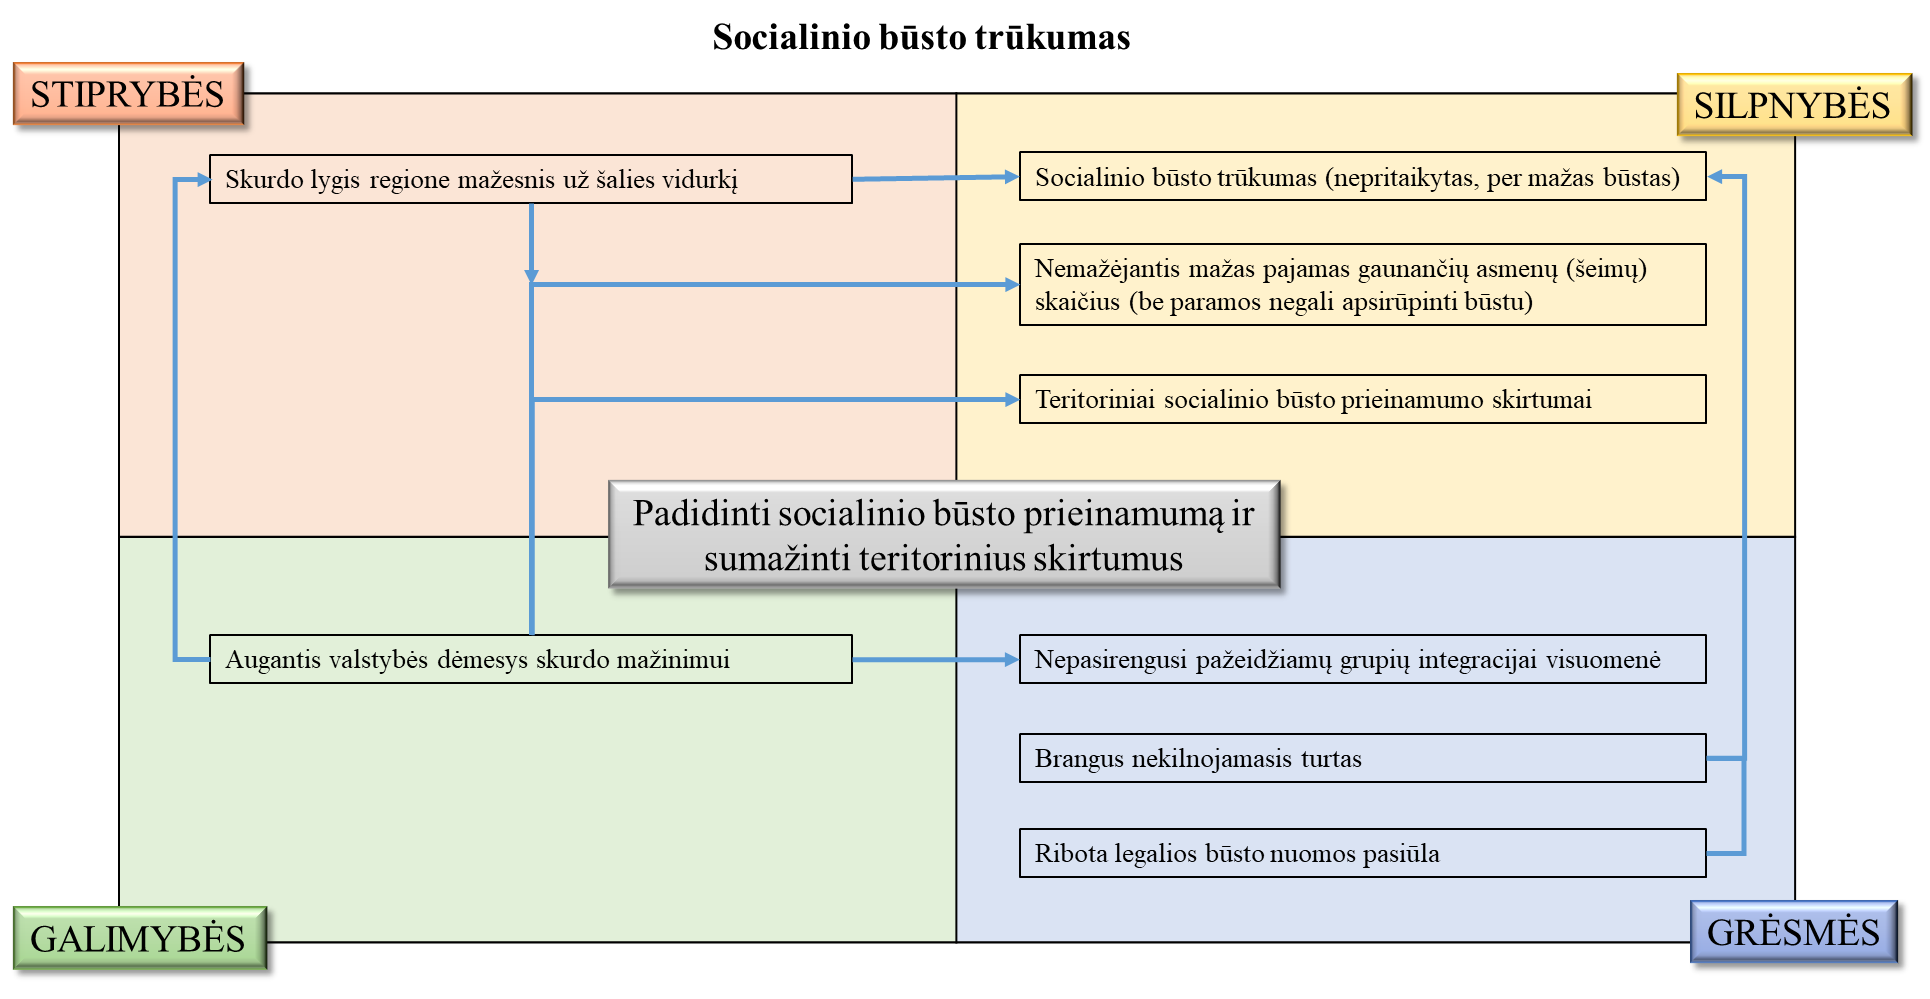 Socialinio būsto trūkumas
STIPRYBĖS
SILPNYBĖS
Skurdo lygis regione mažesnis už šalies vidurkį
Socialinio būsto trūkumas (nepritaikytas, per mažas būstas)
Nemažėjantis mažas pajamas gaunančių asmenų (šeimų)
skaičius (be paramos negali apsirūpinti būstu)
Teritoriniai socialinio būsto prieinamumo skirtumai
Padidinti socialinio būsto prieinamumą ir
sumažinti teritorinius skirtumus
Augantis valstybės dėmesys skurdo mažinimui
Nepasirengusi pažeidžiamų grupių integracijai visuomenė
Brangus nekilnojamasis turtas
Ribota legalios būsto nuomos pasiūla
GALIMYBĖS
GRĖSMĖS